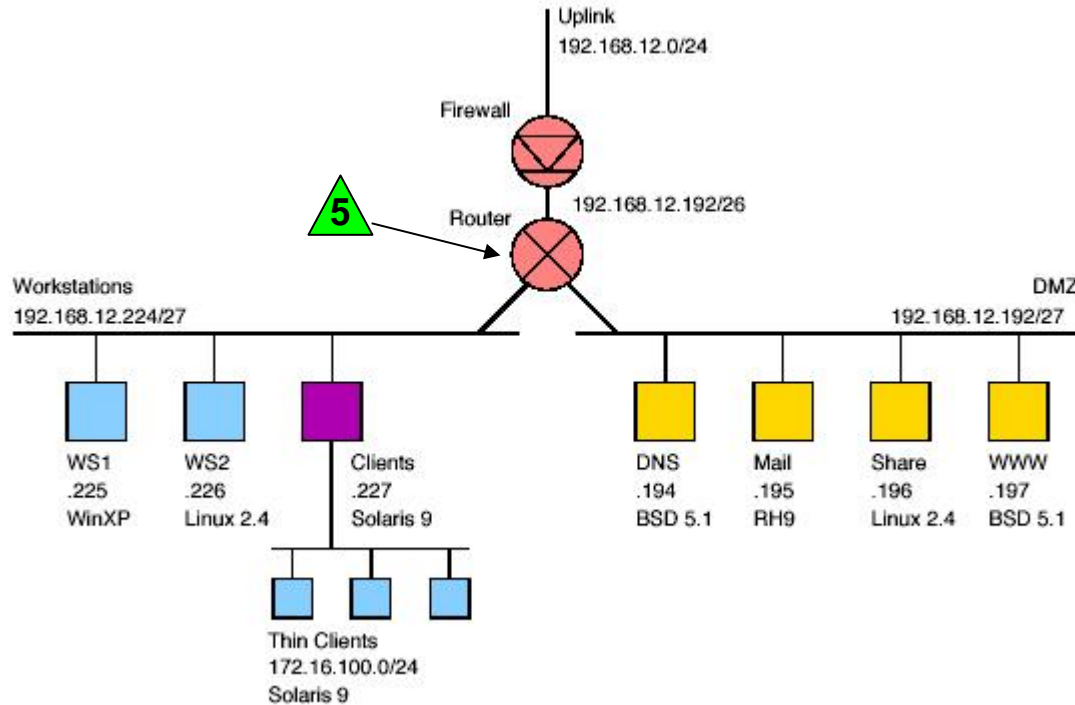 Uplink
192.168.12.0/24
Firewall
192.168.12.192/26
5
Router
Workstations
192.168.12.224/27
DMZ
192.168.12.192/27
WS1
.225
WinXP
WS2
.226
Linux 2.4
Clients
.227
Solaris 9
DNS
.194
BSD 5.1
Mail
.195
RH9
Share
.196
Linux 2.4
WWW
.197
BSD 5.1
Thin Clients
172.16.100.0/24
Solaris 9